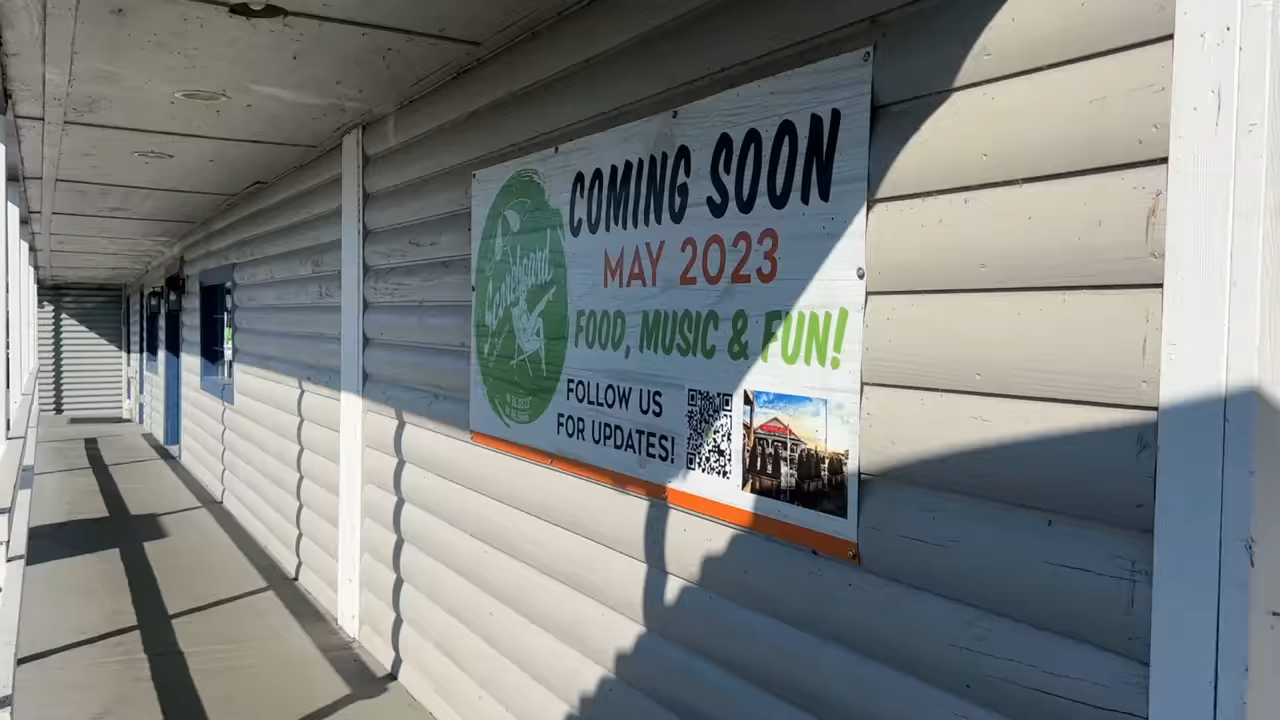 COMING SOON
MAY 2023
FOOD, MUSIC & FUN!
FOLLOW US
FOR UPDATES!